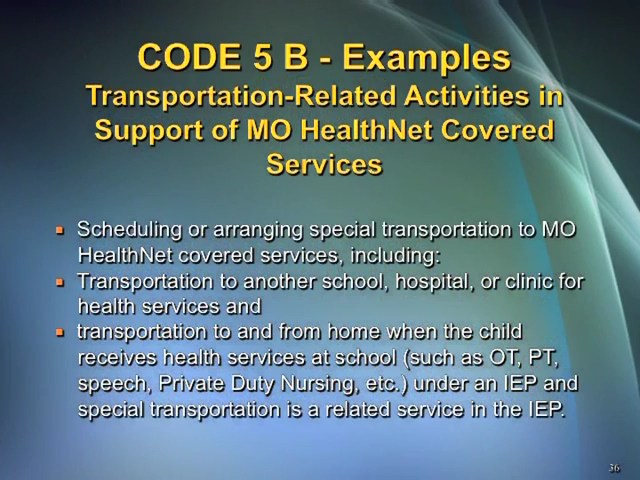 CODE 5 B - Examples
Transportation-Related Activities in
Support of MO HealthNet Covered
Services
▪ Scheduling or arranging special transportation to MO
HealthNet covered services, including:
▪ Transportation to another school, hospital, or clinic for
health services and
▪ transportation to and from home when the child
receives health services at school (such as OT, PT,
speech, Private Duty Nursing, etc.) under an IEP and
special transportation is a related service in the IEP.
36